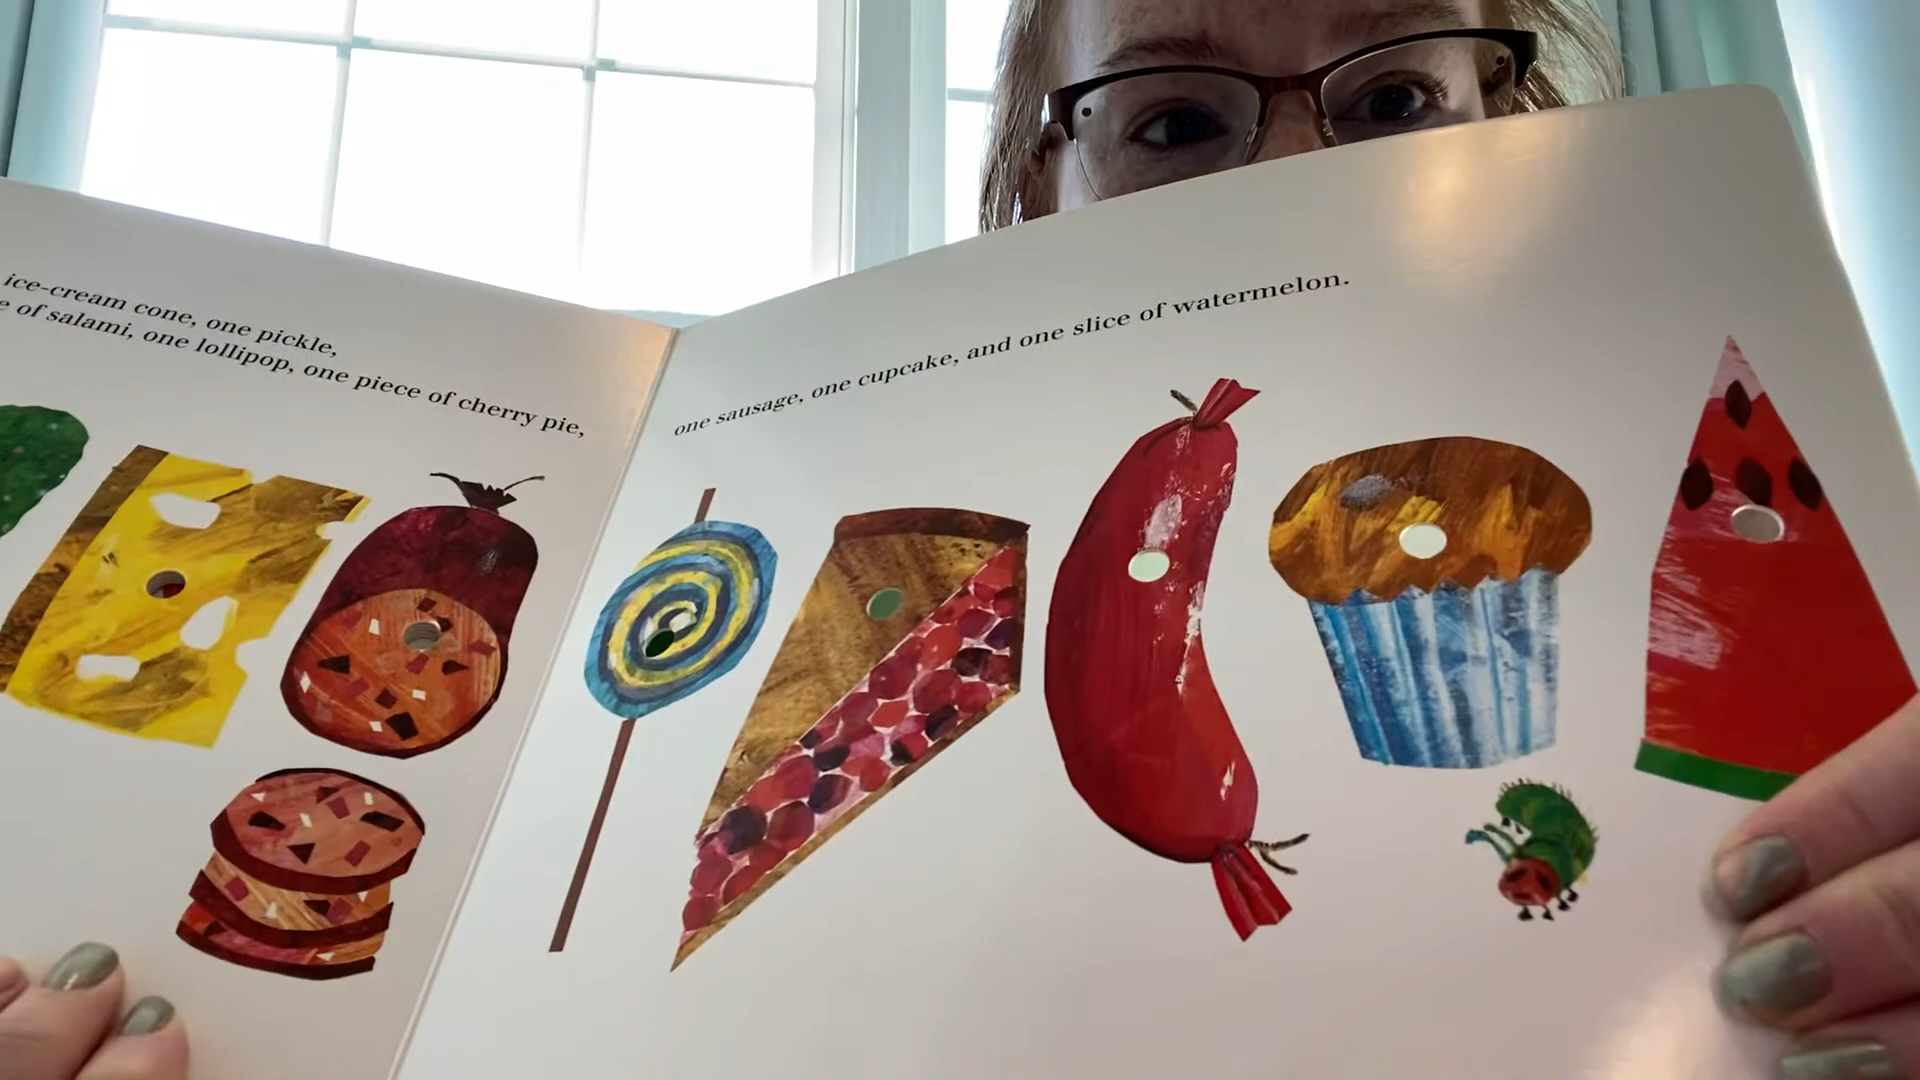 ice-cream cone, one pickle,
of salami, one lollipop, one piece of cherry pie,
one sausage, one cupcake, and one slice of watermelon.